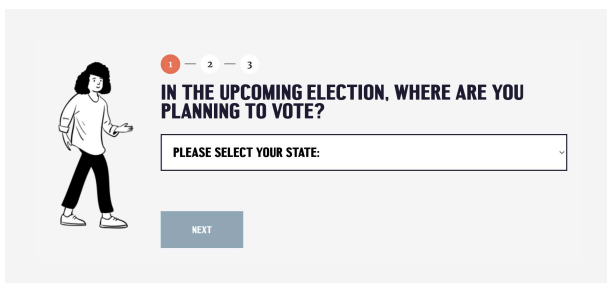 1 — 2 — 3
IN THE UPCOMING ELECTION, WHERE ARE YOU
PLANNING TO VOTE?
PLEASE SELECT YOUR STATE:
NEXT